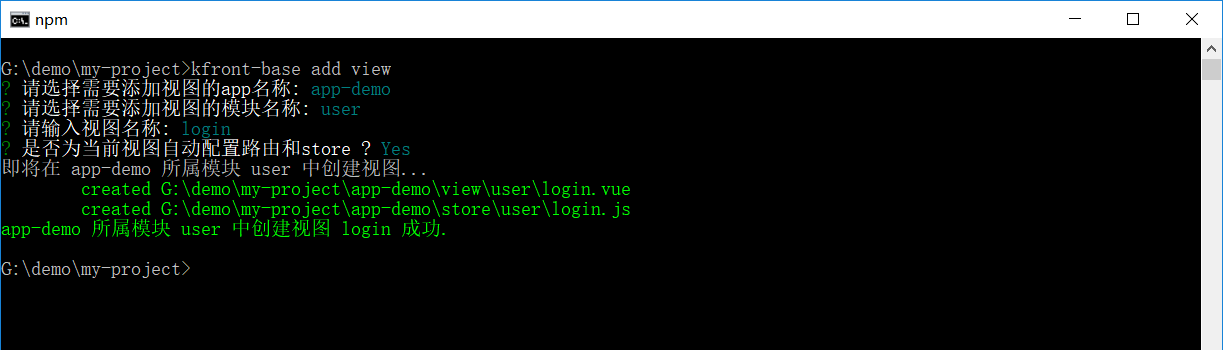 npm
G:\demo\my-project>kfront-base add view
? 请选择需要添加视图的app名称: app-demo
? 请选择需要添加视图的模块名称: user
? 请输入视图名称: login
? 是否为当前视图自动配置路由和store ? Yes
即将在 app-demo 所属模块 user 中创建视图...
created G:\demo\my-project\app-demo\view\user\login.vue
created G:\demo\my-project\app-demo\store\user\login.js
app-demo 所属模块 user 中创建视图 login 成功.
G:\demo\my-project>